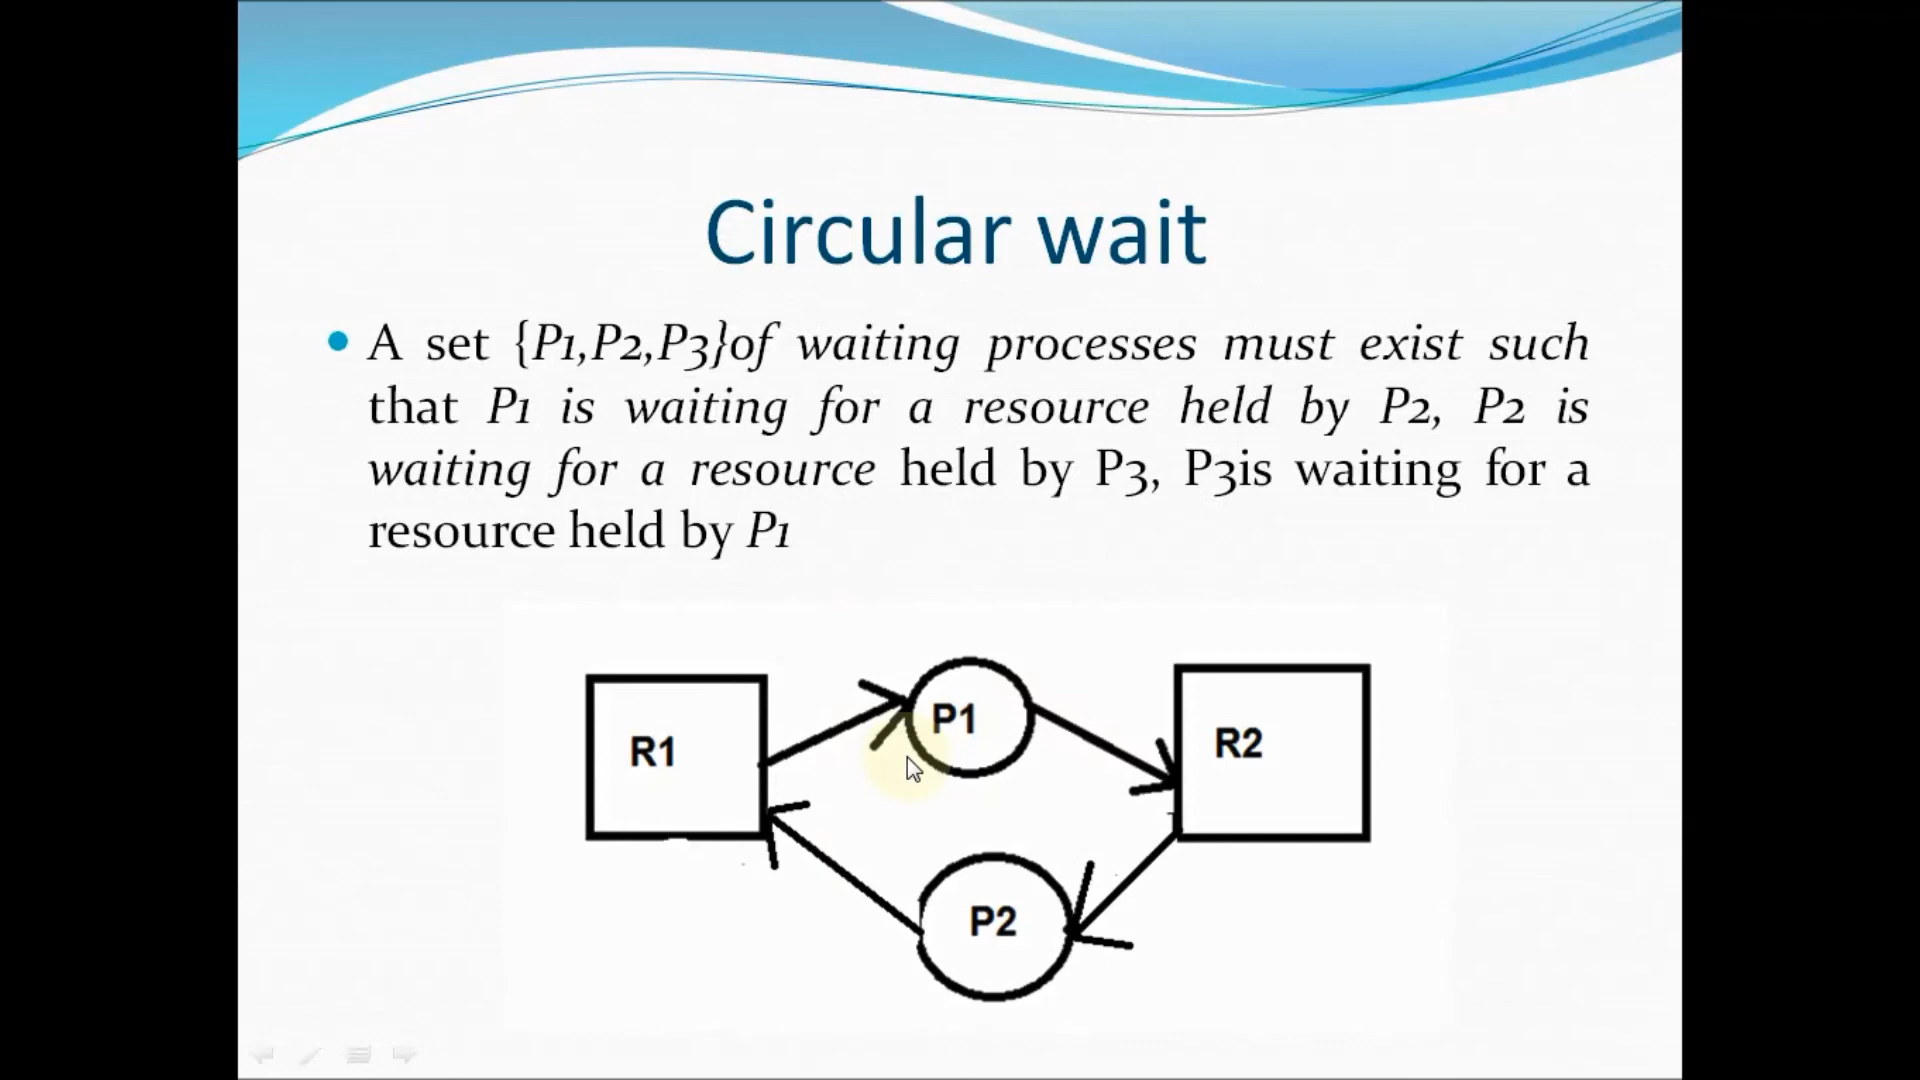 Circular wait
A set {P1,P2,P3}of waiting processes must exist such
that P1 is waiting for a resource held by P2, P2 is
waiting for a resource held by P3, P3is waiting for a
resource held by P1
R1
P1
R2
P2